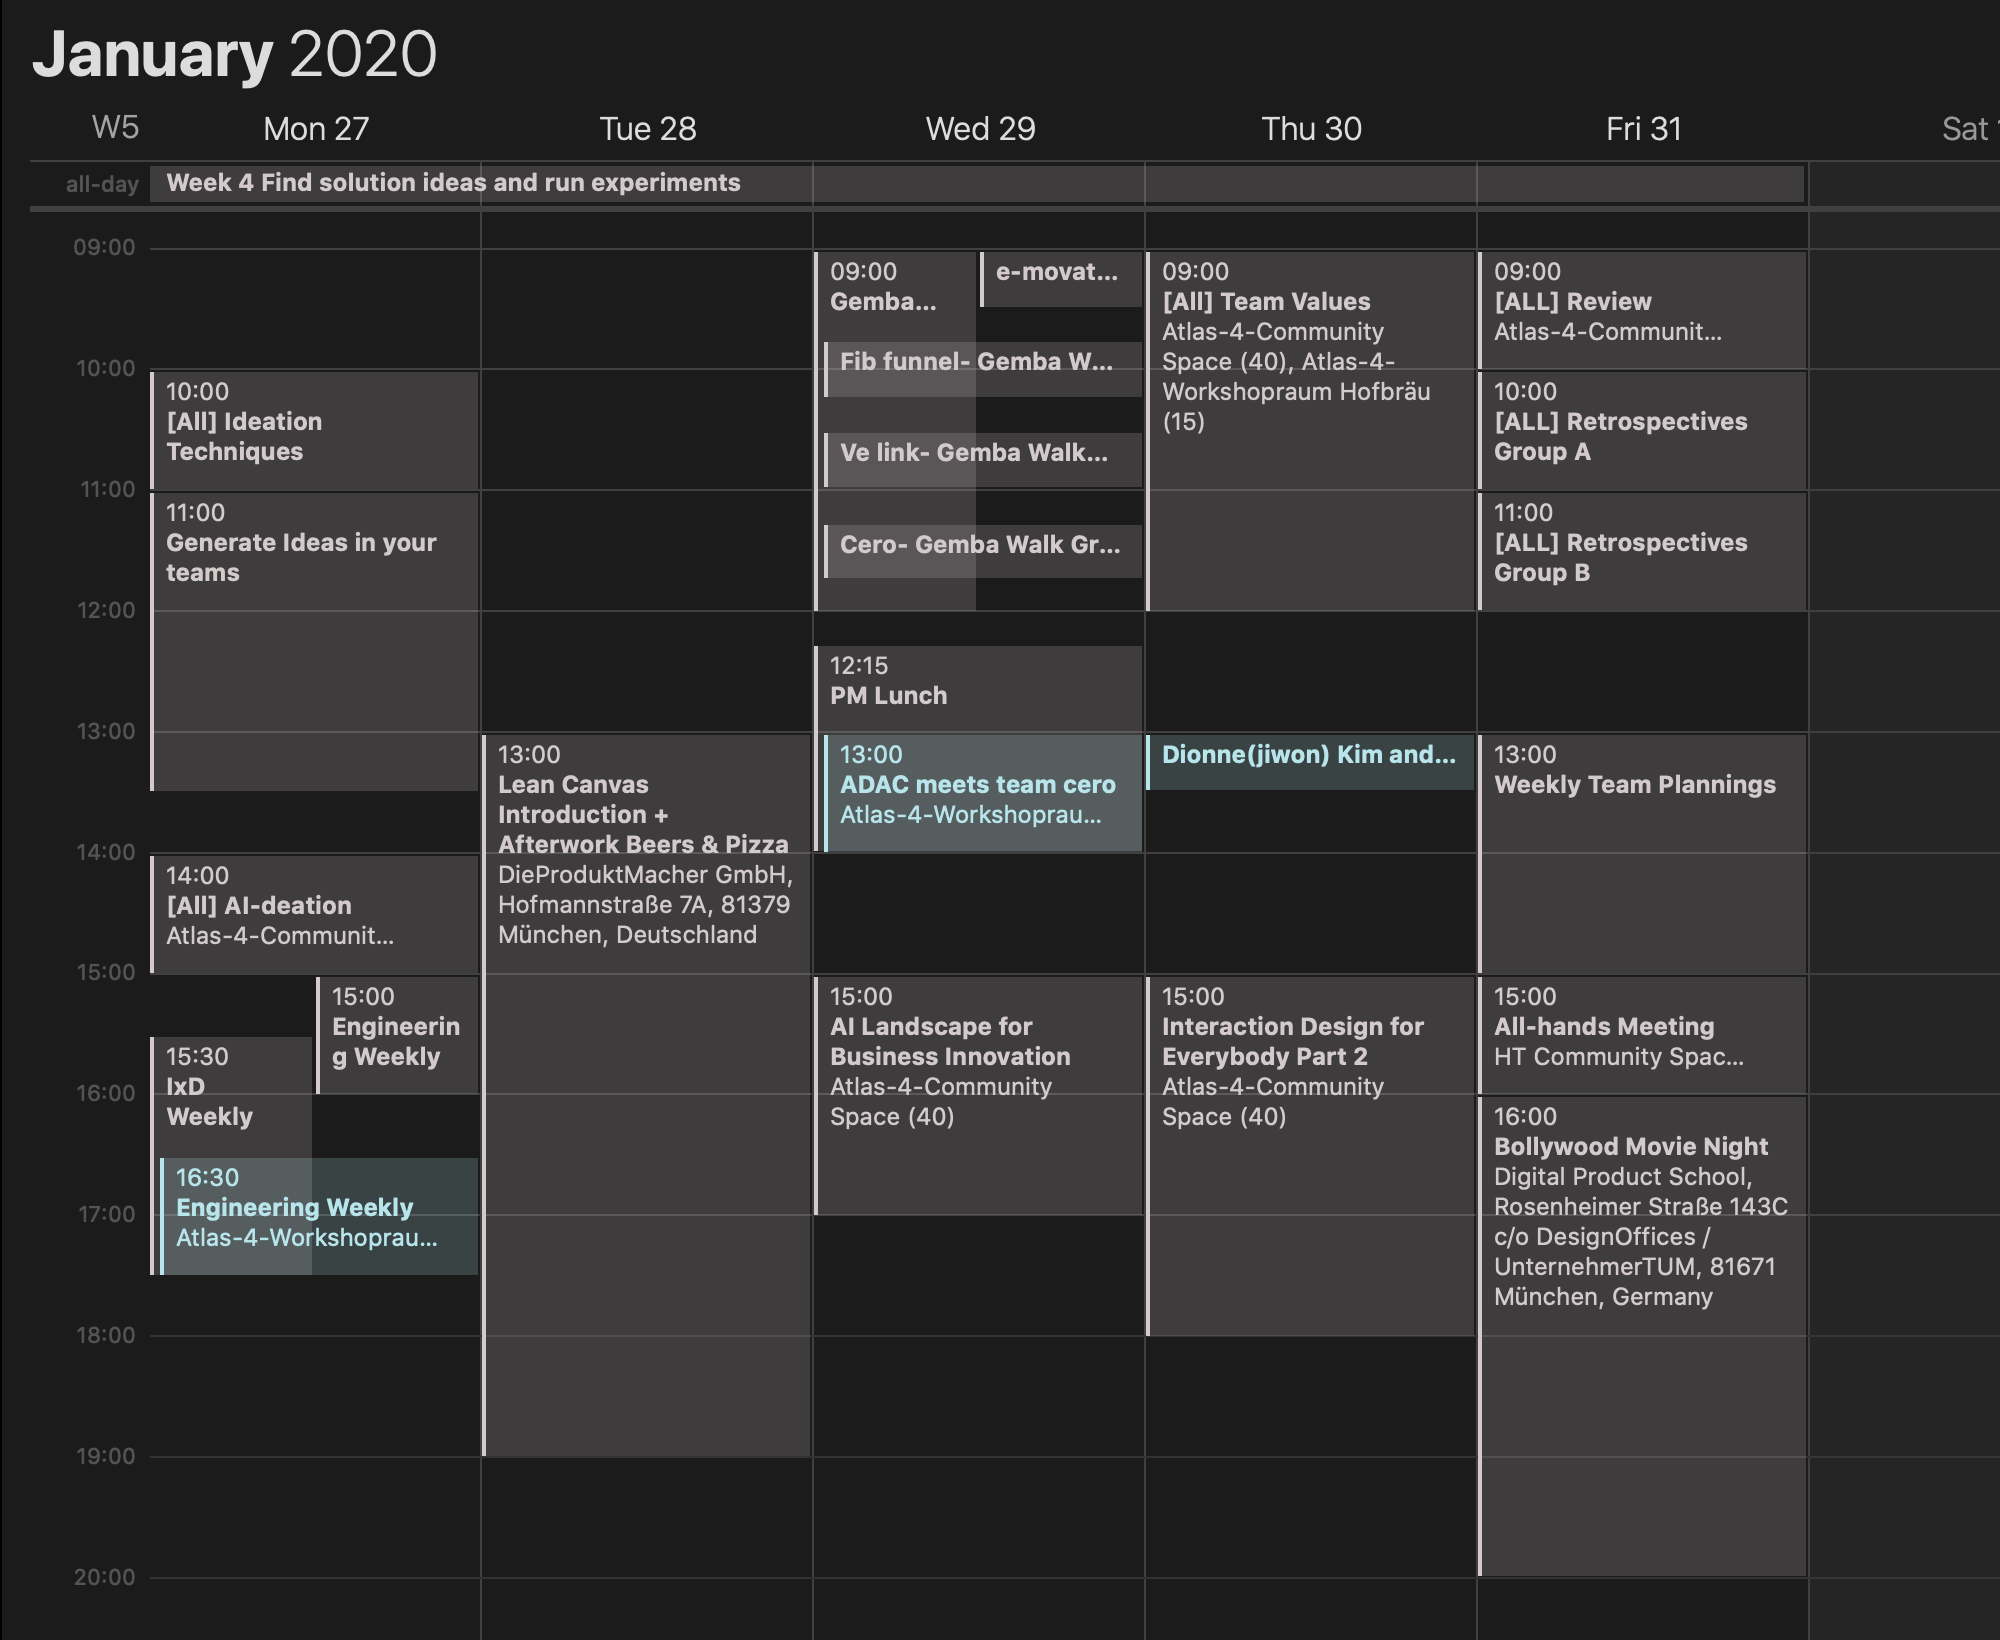 January 2020
W5
Mon 27
Tue 28
Wed 29
Thu 30
Fri 31
Sat
all-day
Week 4 Find solution ideas and run experiments
09:00
10:00
11:00
12:00
13:00
14:00
15:00
16:00
17:00
18:00
19:00
20:00
10:00
[All] Ideation
Techniques
11:00
Generate Ideas in your
teams
14:00
[All] AI-deation
Atlas-4-Communit...
15:00
Engineerin
g Weekly
15:30
IxD
Weekly
16:30
Engineering Weekly
Atlas-4-Workshoprau...
13:00
Lean Canvas
Introduction +
Afterwork Beers & Pizza
DieProduktMacher GmbH,
Hofmannstraße 7A, 81379
München, Deutschland
09:00
Gemba...
e-movat...
Fib funnel- Gemba W...
Ve link- Gemba Walk...
Cero- Gemba Walk Gr...
12:15
PM Lunch
13:00
ADAC meets team cero
Atlas-4-Workshoprau...
15:00
AI Landscape for
Business Innovation
Atlas-4-Community
Space (40)
09:00
[All] Team Values
Atlas-4-Community
Space (40), Atlas-4-
Workshopraum Hofbräu
(15)
Dionne(jiwon) Kim and...
15:00
Interaction Design for
Everybody Part 2
Atlas-4-Community
Space (40)
09:00
[ALL] Review
Atlas-4-Communit...
10:00
[ALL] Retrospectives
Group A
11:00
[ALL] Retrospectives
Group B
13:00
Weekly Team Plannings
15:00
All-hands Meeting
HT Community Spac...
16:00
Bollywood Movie Night
Digital Product School,
Rosenheimer Straße 143C
c/o DesignOffices /
UnternehmerTUM, 81671
München, Germany